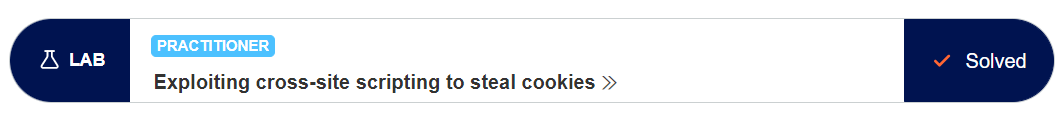 LAB
PRACTITIONER
Exploiting cross-site scripting to steal cookies
Solved